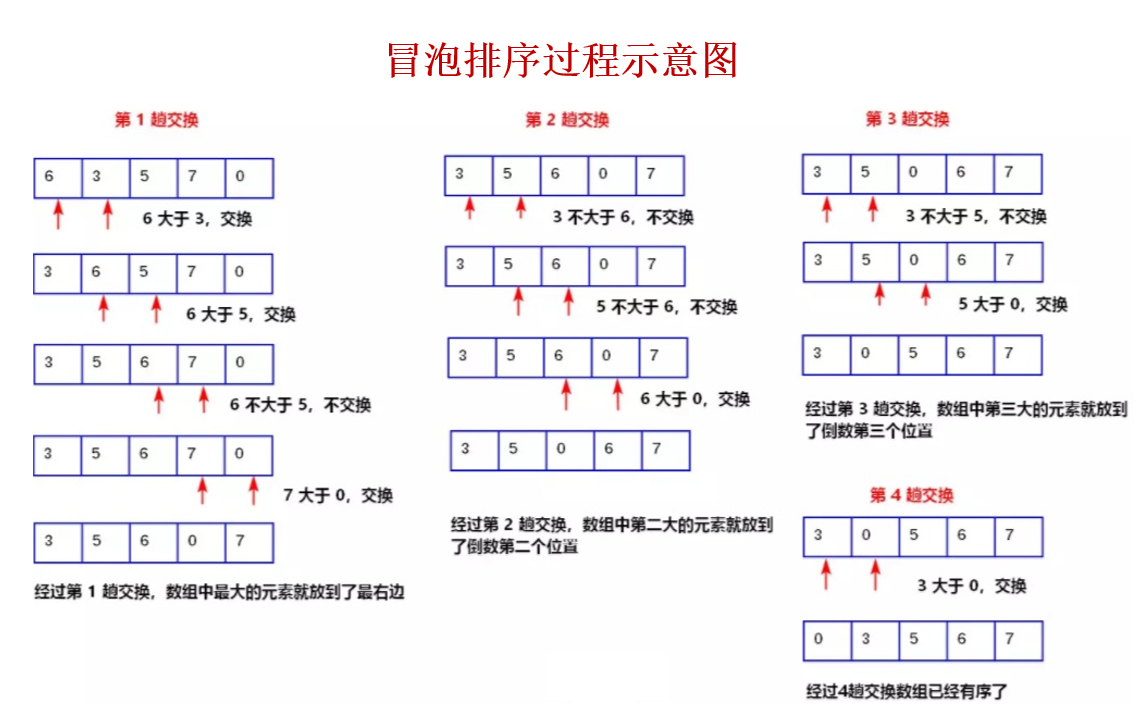 冒泡排序过程示意图
第 1 趟交换
6 3 5 7 0
6 大于 3，交换
3 6 5 7 0
6 大于 5，交换
3 5 6 7 0
6 不大于 5，不交换
3 5 6 7 0
7 大于 0，交换
3 5 6 0 7
经过第 1 趟交换，数组中最大的元素就放到了最右边
第 2 趟交换
3 5 6 0 7
3 不大于 6，不交换
3 5 6 0 7
5 不大于 6，不交换
3 5 6 0 7
6 大于 0，交换
3 5 0 6 7
经过第 2 趟交换，数组中第二大的元素就放到
了倒数第二个位置
第 3 趟交换
3 5 0 6 7
3 不大于 5，不交换
3 5 0 6 7
5 大于 0，交换
3 0 5 6 7
经过第 3 趟交换，数组中第三大的元素就放到
了倒数第三个位置
第 4 趟交换
3 0 5 6 7
3 大于 0，交换
0 3 5 6 7
经过4趟交换数组已经有序了